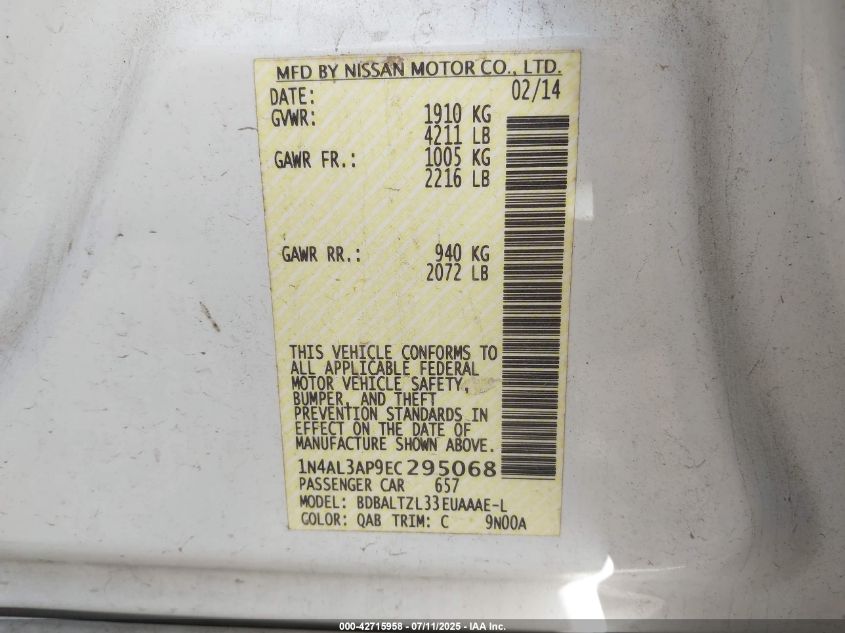 MFD BY NISSAN MOTOR CO., LTD.
DATE: 02/14
GVWR: 1910 KG
4211 LB
GAWR FR.: 1005 KG
2216 LB
GAWR RR.: 940 KG
2072 LB
THIS VEHICLE CONFORMS TO
ALL APPLICABLE FEDERAL
MOTOR VEHICLE SAFETY,
BUMPER, AND THEFT
PREVENTION STANDARDS IN
EFFECT ON THE DATE OF
MANUFACTURE SHOWN ABOVE.
1N4AL3AP9EC295068
PASSENGER CAR 657
MODEL: BDBALTZL33EUAAAE-L
COLOR: QAB TRIM: C 9N00A
000-42715958 - 07/11/2025 - IAA Inc.